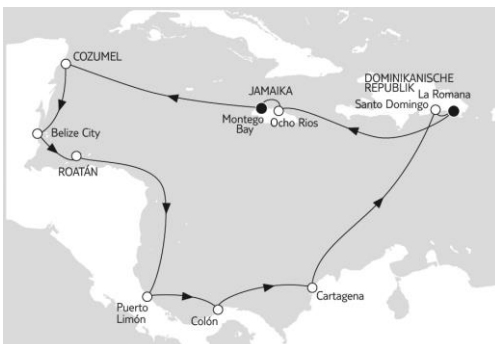 COZUMEL
DOMINIKANISCHE
REPUBLIK
La Romana
JAMAIKA
Santo Domingo
Montego
Bay
Ocho Rios
Belize City
ROATÁN
Cartagena
Puerto
Limón
Colón